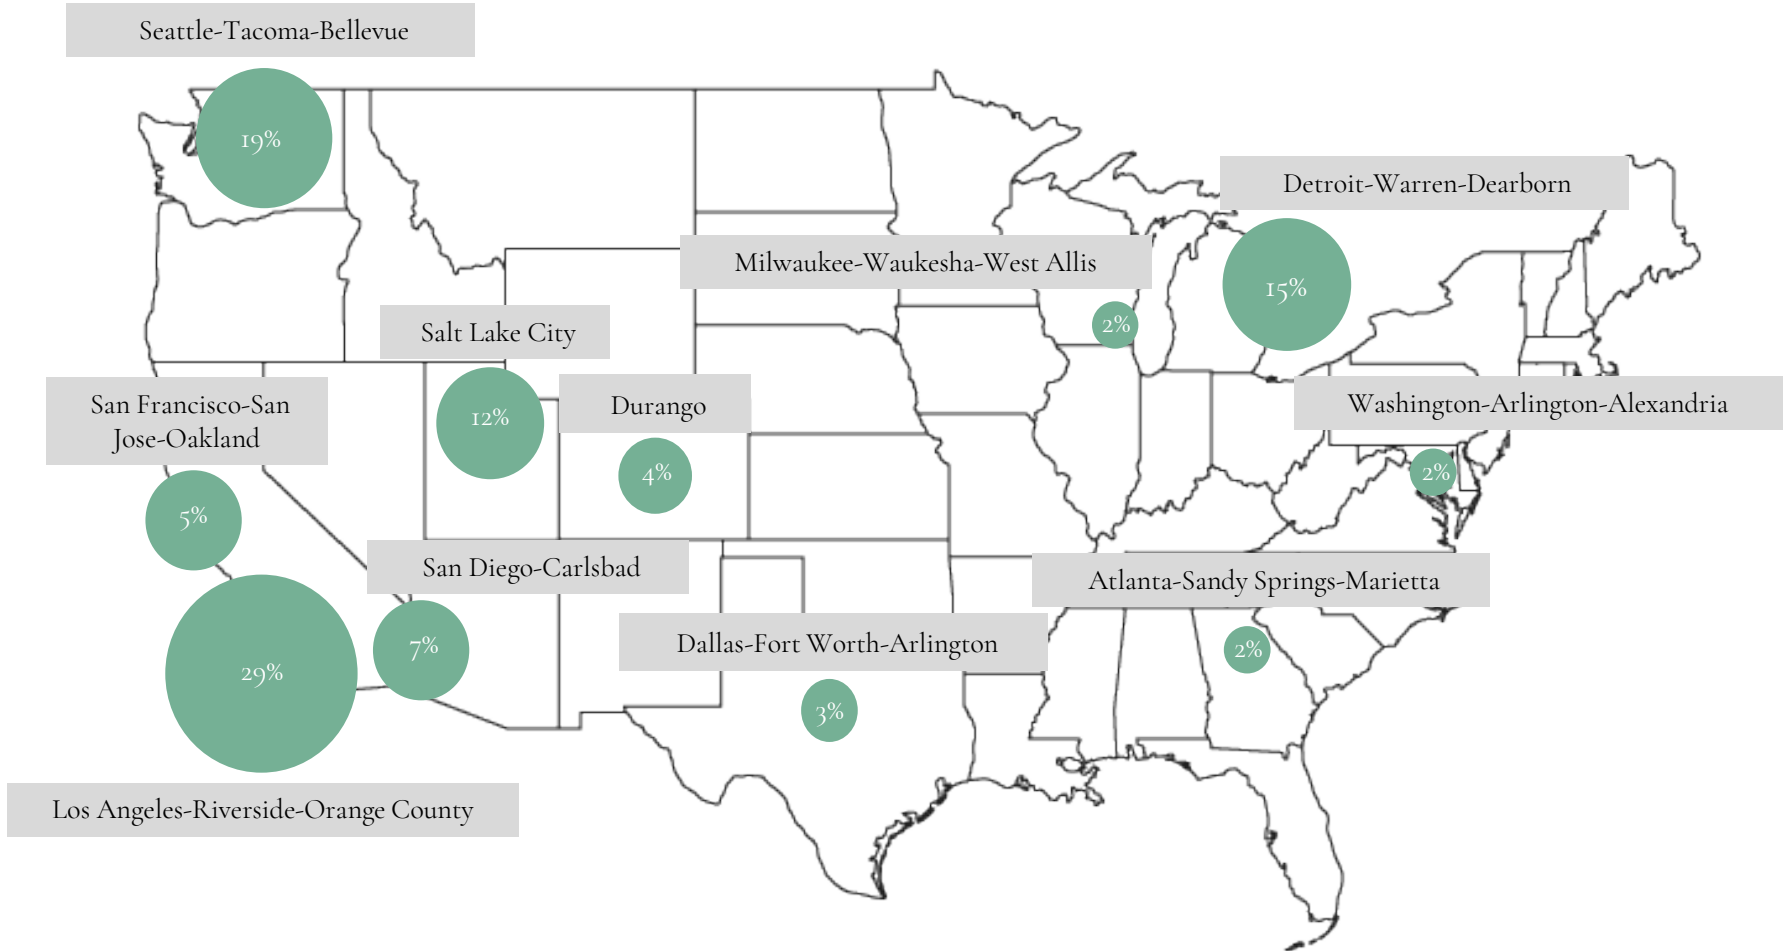 Seattle-Tacoma-Bellevue
19%
Detroit-Warren-Dearborn
15%
Milwaukee-Waukesha-West Allis
2%
Salt Lake City
12%
Durango
4%
San Francisco-San
Jose-Oakland
5%
Washington-Arlington-Alexandria
2%
San Diego-Carlsbad
7%
Atlanta-Sandy Springs-Marietta
2%
Dallas-Fort Worth-Arlington
3%
29%
Los Angeles-Riverside-Orange County